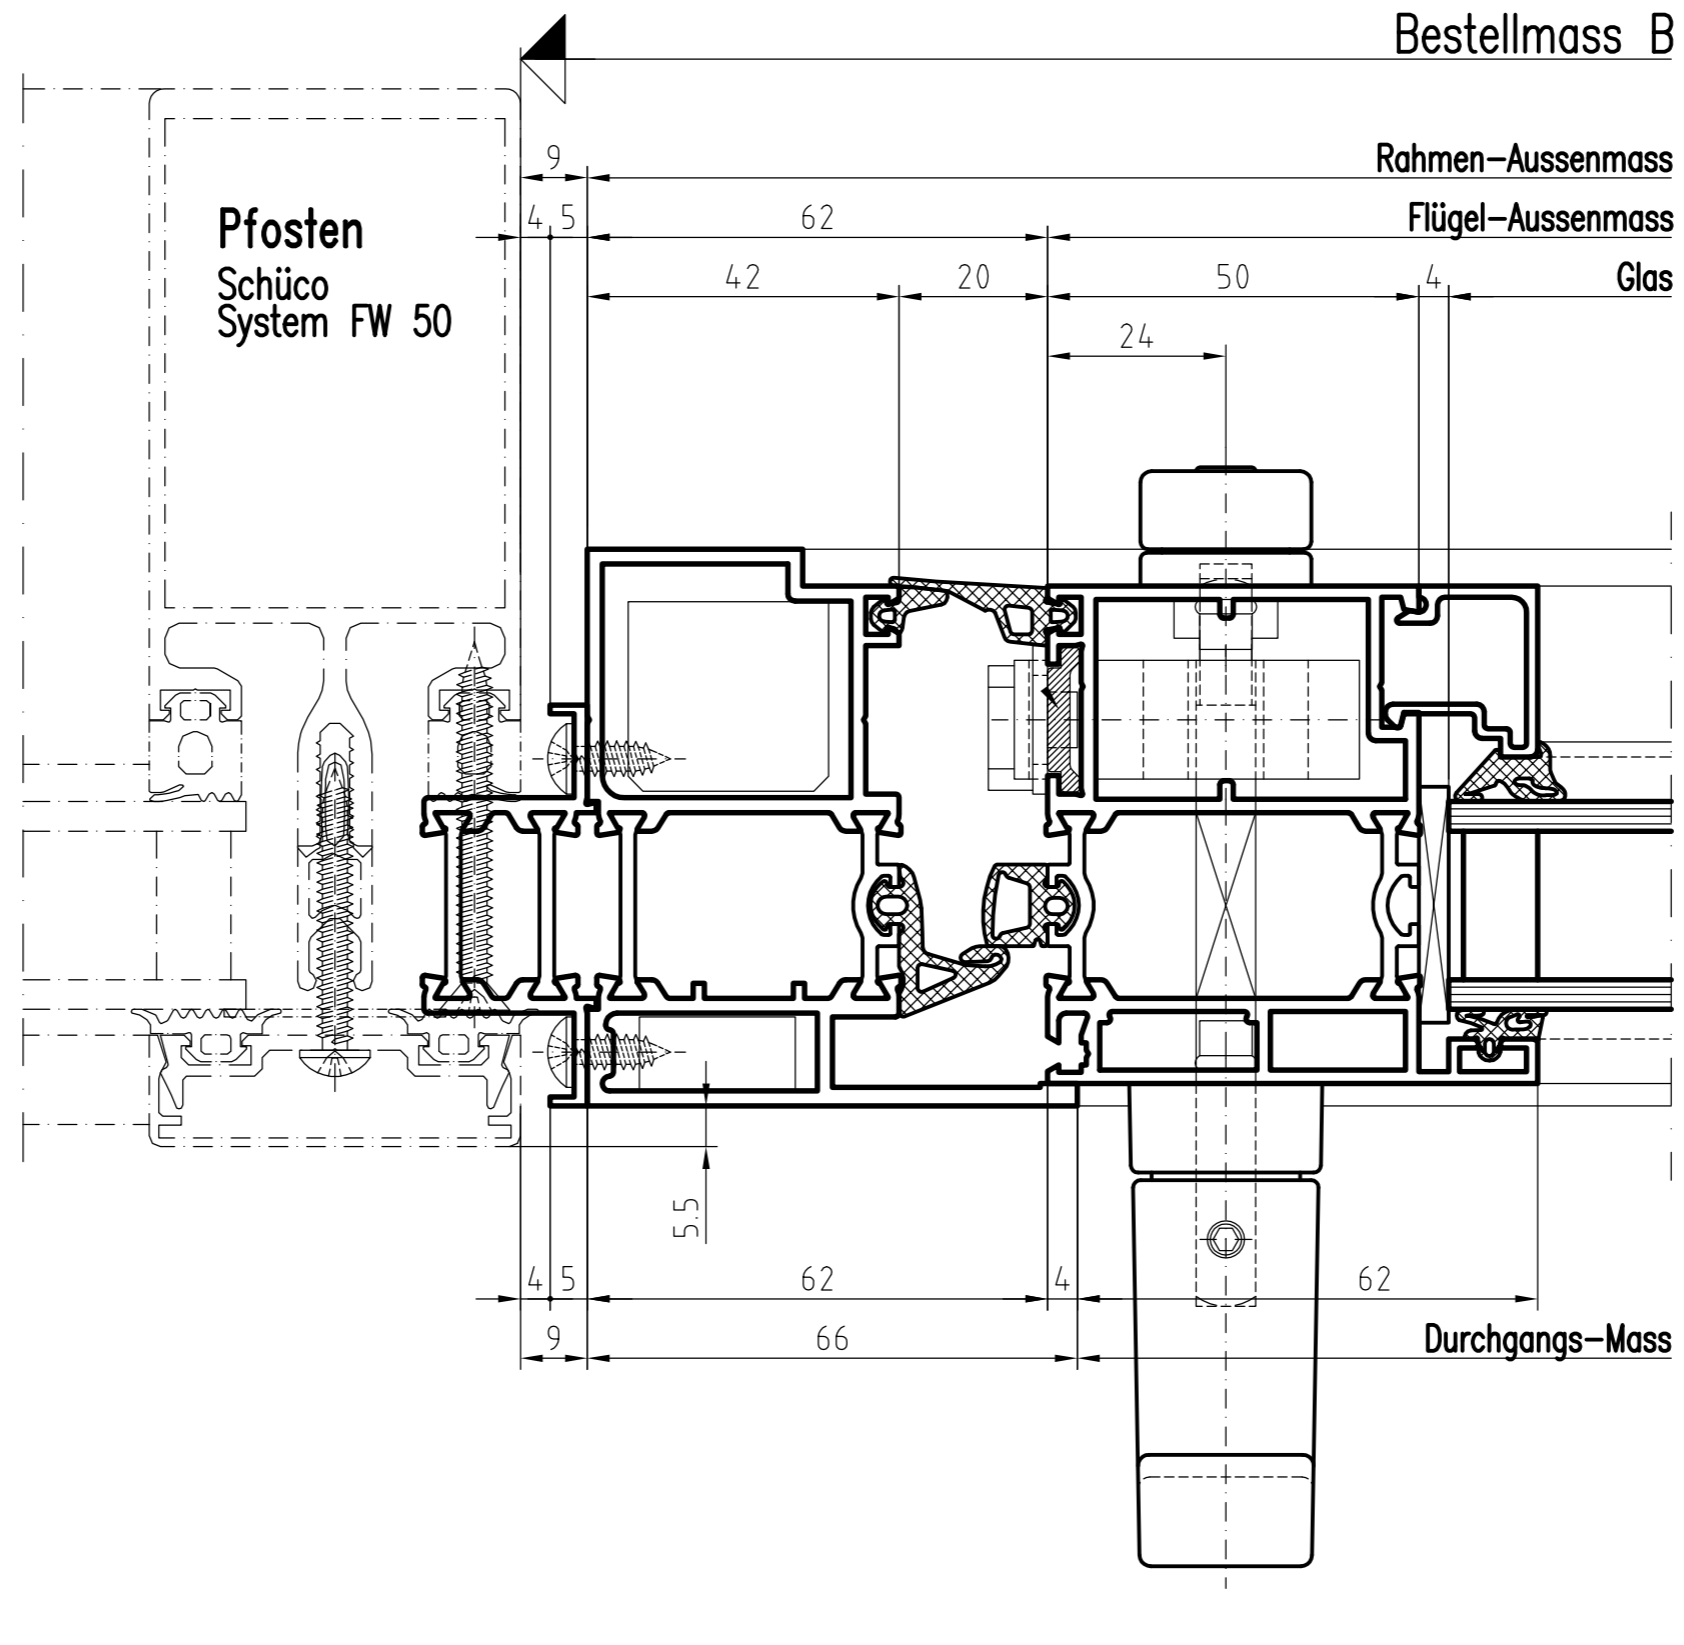 Bestellmass B
9
Rahmen-Aussenmass
4 5 62
Flügel-Aussenmass
Pfosten
Schüco
System FW 50
42 20 50 4
Glas
24
5.5
4 5 62 4 62
9 66
Durchgangs-Mass